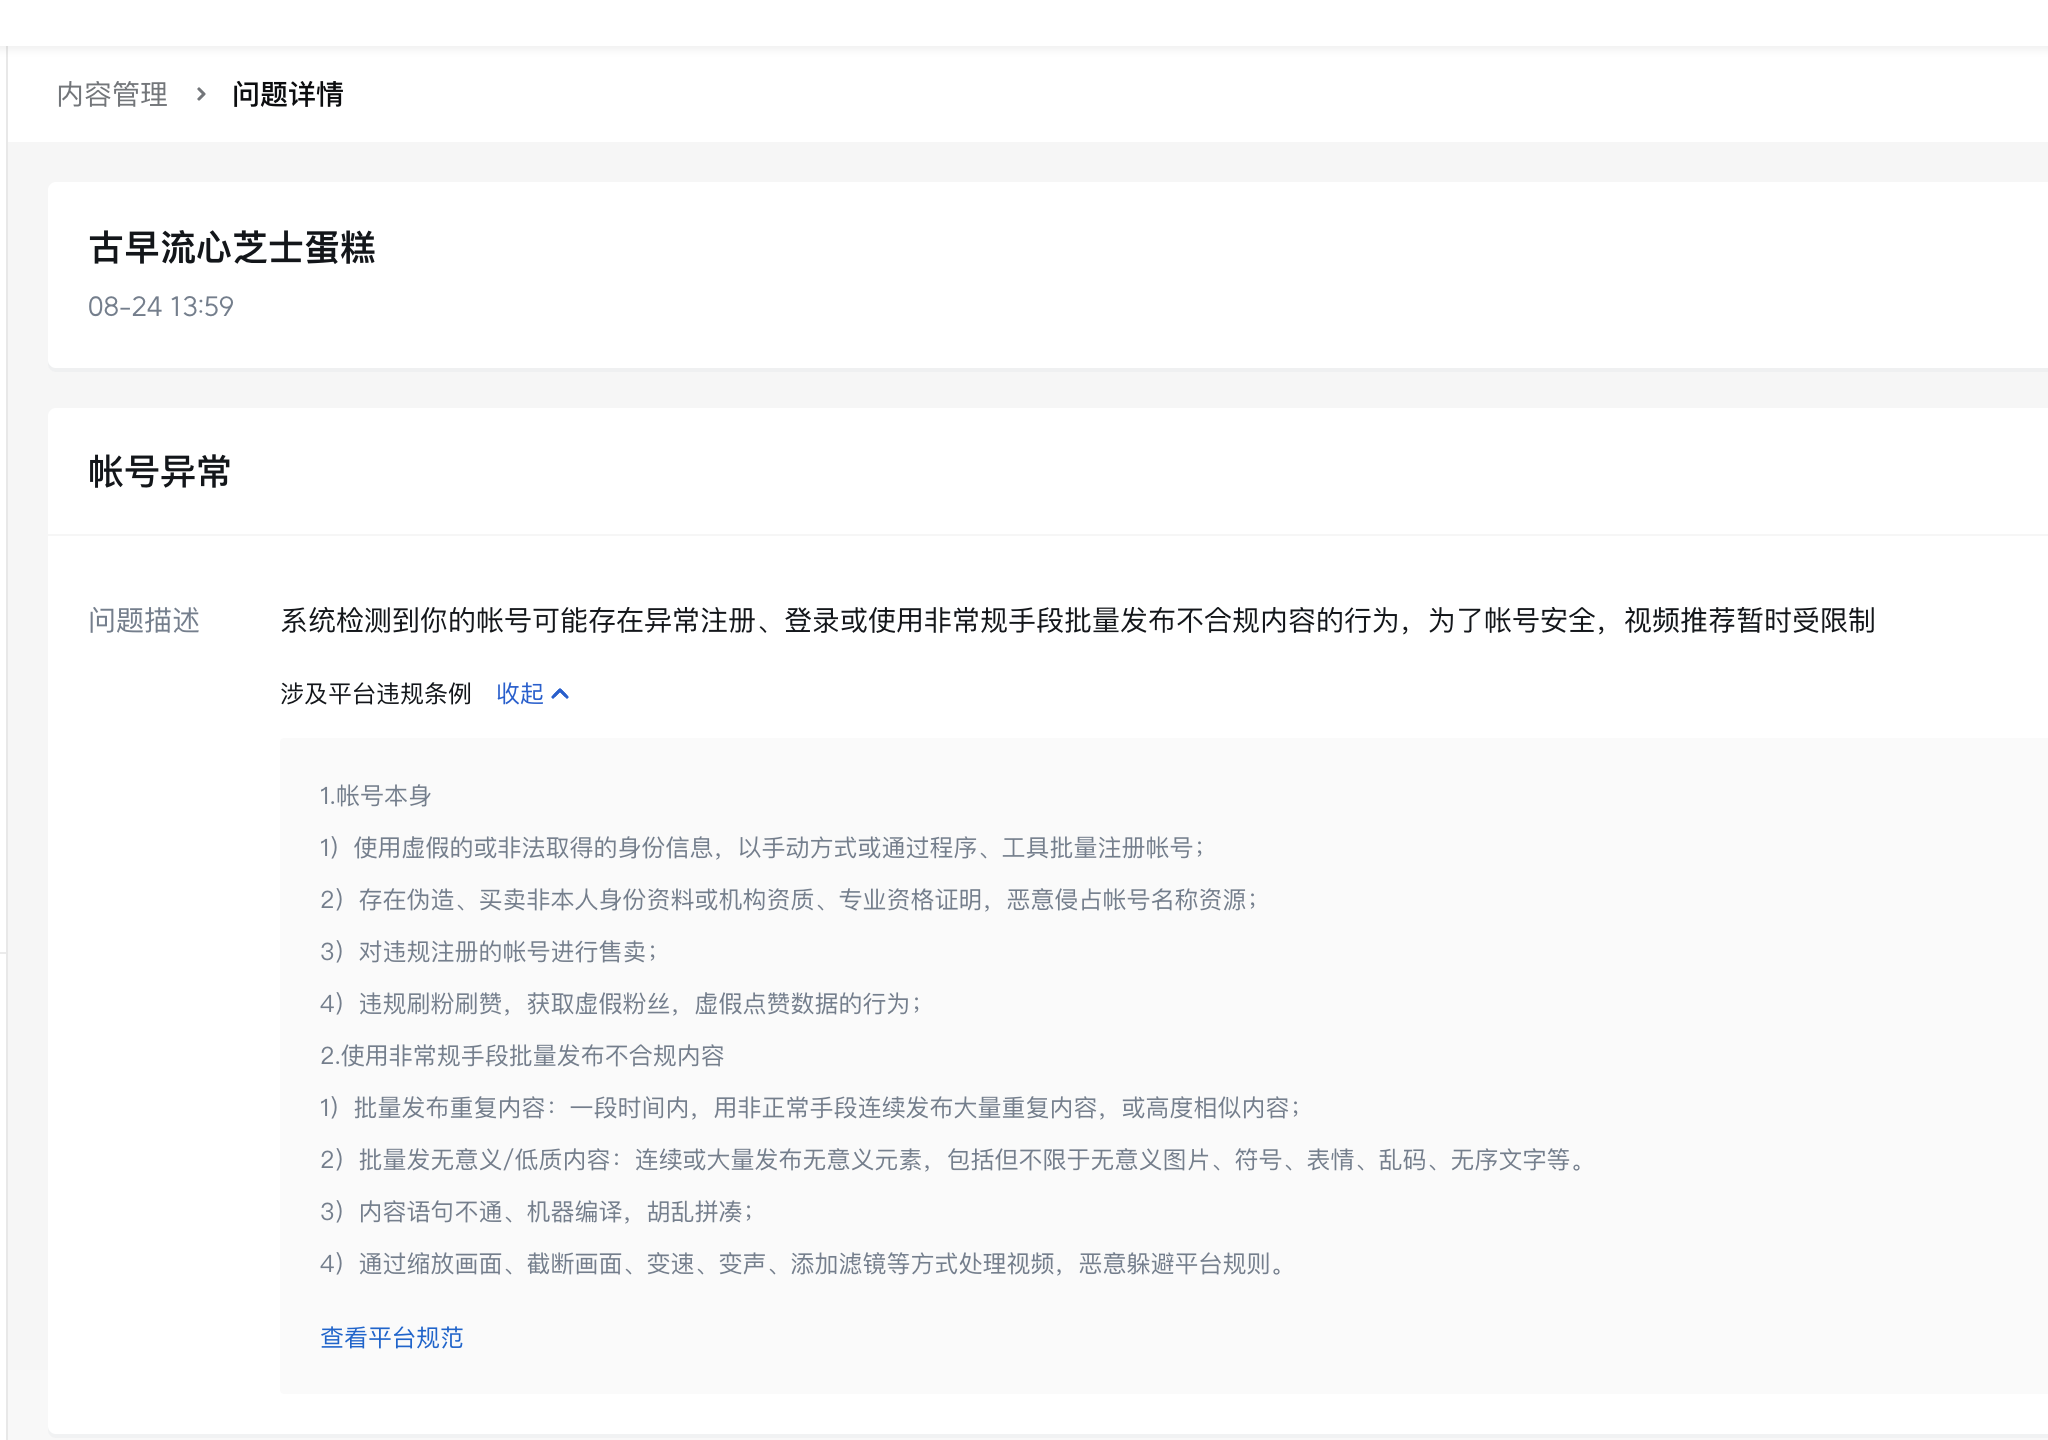 内容管理 > 问题详情
古早流心芝士蛋糕
08-24 13:59
帐号异常
问题描述 系统检测到你的帐号可能存在异常注册、登录或使用非常规手段批量发布不合规内容的行为，为了帐号安全，视频推荐暂时受限制
涉及平台违规条例 收起
1.帐号本身
1）使用虚假的或非法取得的身份信息，以手动方式或通过程序、工具批量注册帐号；
2）存在伪造、买卖非本人身份资料或机构资质、专业资格证明，恶意侵占帐号名称资源；
3）对违规注册的帐号进行售卖；
4）违规刷粉刷赞，获取虚假粉丝，虚假点赞数据的行为；
2.使用非常规手段批量发布不合规内容
1）批量发布重复内容：一段时间内，用非正常手段连续发布大量重复内容，或高度相似内容；
2）批量发无意义/低质内容：连续或大量发布无意义元素，包括但不限于无意义图片、符号、表情、乱码、无序文字等。
3）内容语句不通、机器编译，胡乱拼凑；
4）通过缩放画面、截断画面、变速、变声、添加滤镜等方式处理视频，恶意躲避平台规则。
查看平台规范